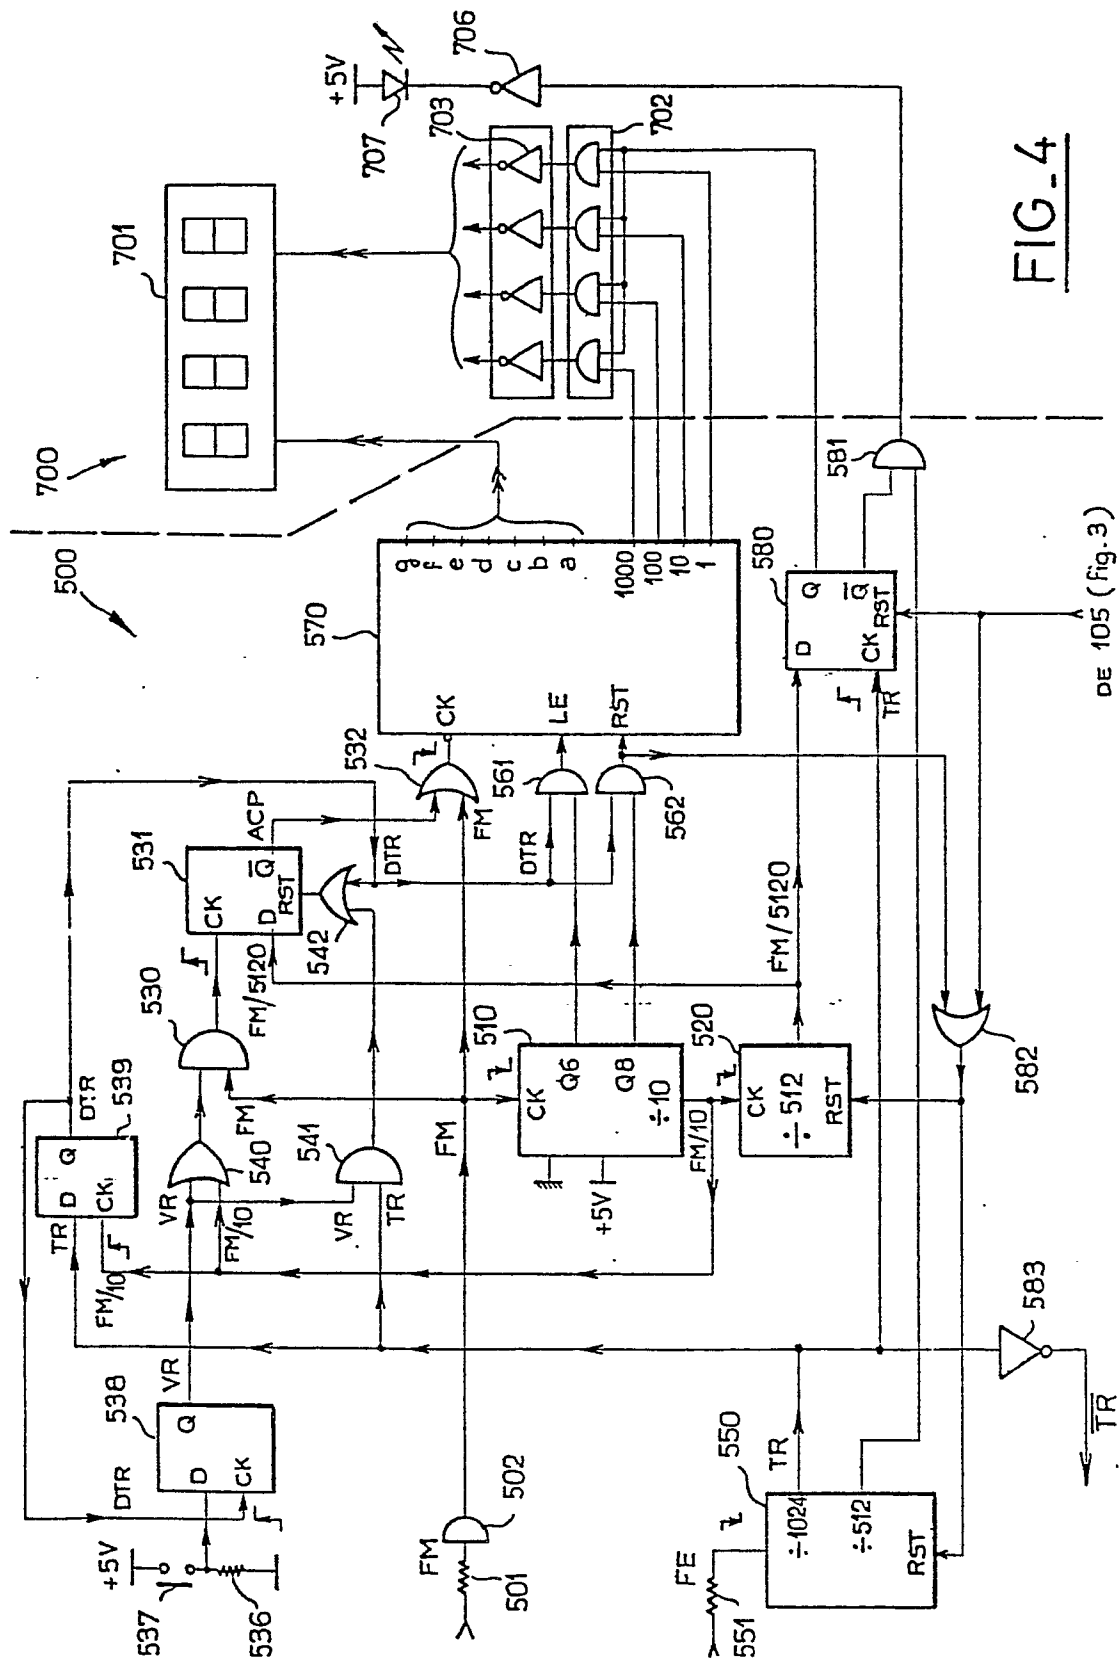 +5V
537
536
538
D
Q
CK
DTR
VR
TR
FM/10
D
Q
CK
539
DTR
VR
FM/10
540
FM
530
FM/5120
CK
D
Q̅
RST
531
ACP
542
VR
TR
541
DTR
FM
501
502
FM
FM
532
CK
LE
RST
570
g
f
e
d
c
b
a
1000
100
10
1
DTR
561
562
CK
Q6
Q8
÷10
510
+5V
FM/10
CK
÷512
RST
520
FM/5120
582
FE
551
550
÷1024
÷512
RST
TR
583
T̅R̅
D
Q
Q̅
CK
RST
TR
580
581
DE 105 (fig.3)
500
700
701
703
702
+5V
707
706
FIG_4